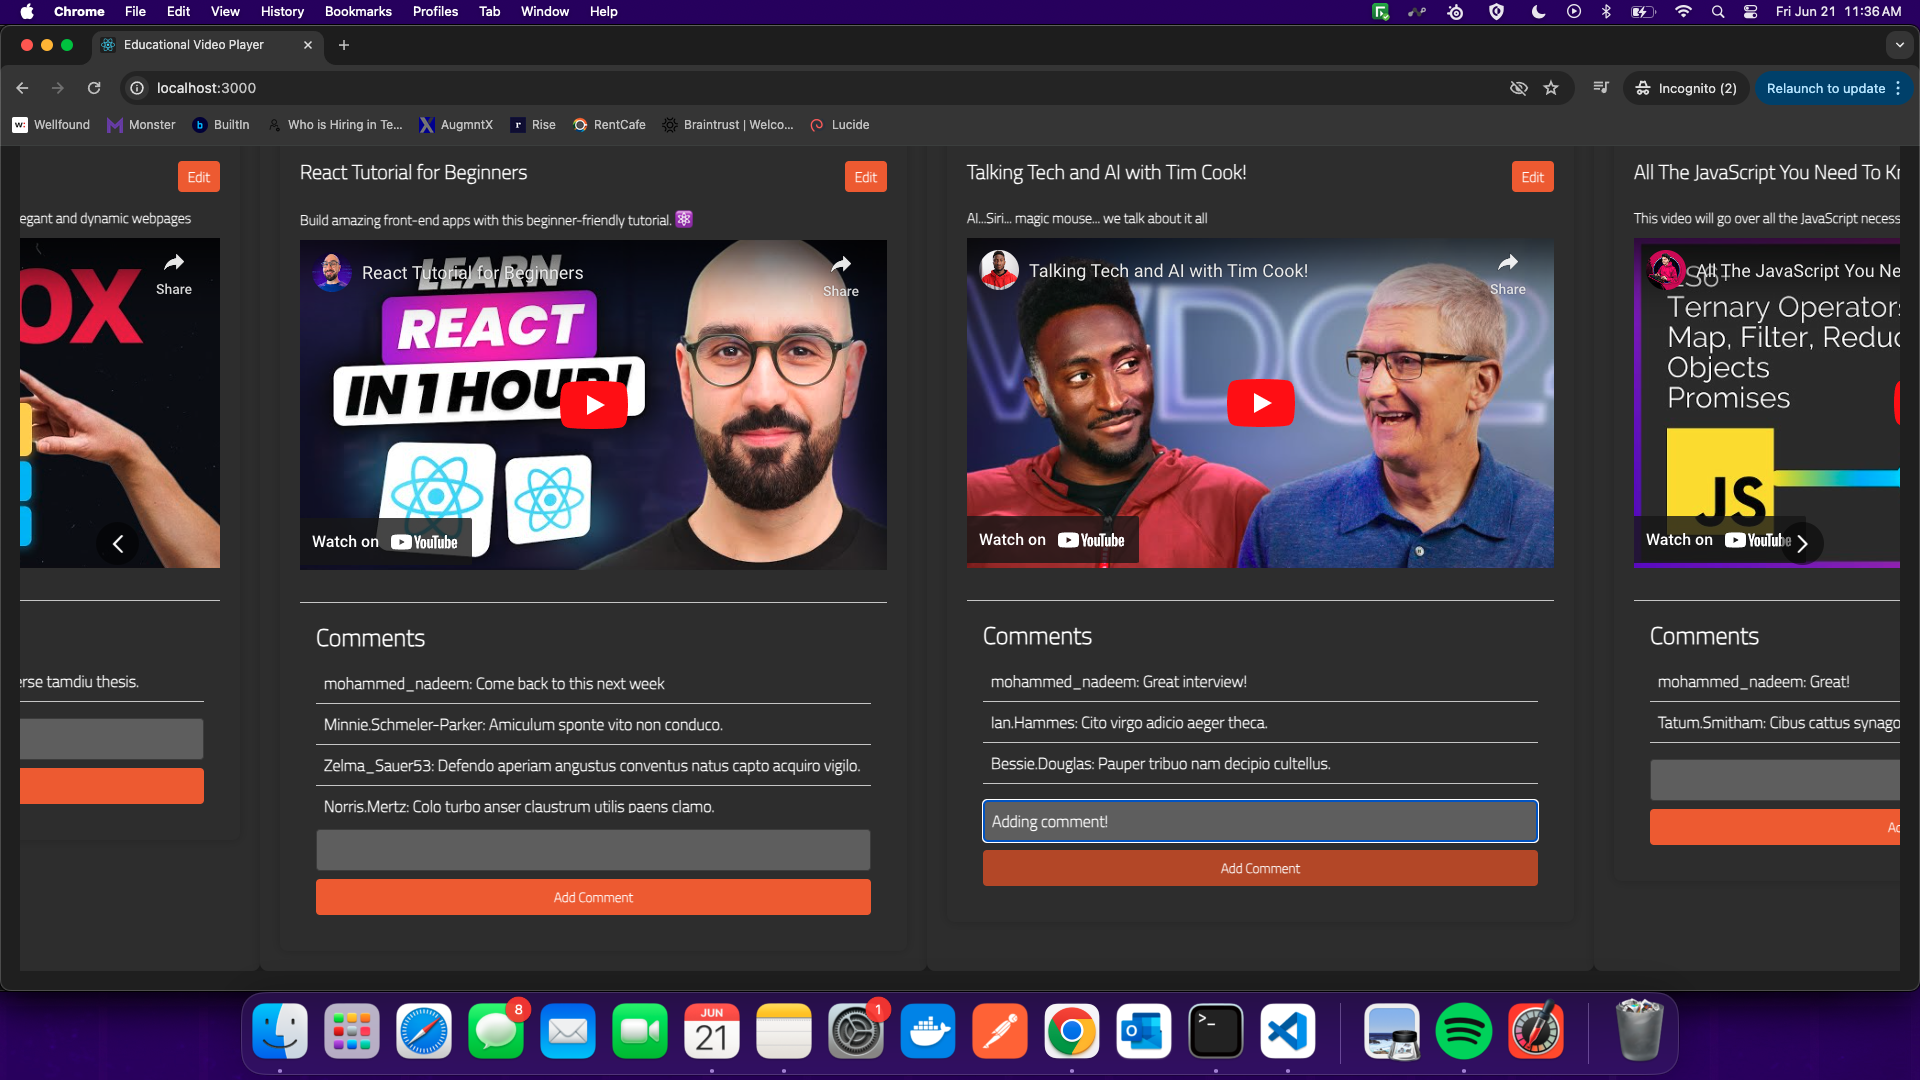 Chrome File Edit View History Bookmarks Profiles Tab Window Help Fri Jun 21 11:36 AM
Educational Video Player
localhost:3000 Incognito (2) Relaunch to update
Wellfound Monster BuiltIn Who is Hiring in Te... AugmntX Rise RentCafe Braintrust | Welco... Lucide
Edit
egant and dynamic webpages
OX
Share
erse tamdiu thesis.
React Tutorial for Beginners Edit
Build amazing front-end apps with this beginner-friendly tutorial.
React Tutorial for Beginners
Share
LEARN
REACT
IN 1 HOUR!
Watch on YouTube
Comments
mohammed_nadeem: Come back to this next week
Minnie.Schmeler-Parker: Amiculum sponte vito non conduco.
Zelma_Sauer53: Defendo aperiam angustus conventus natus capto acquiro vigilo.
Norris.Mertz: Colo turbo anser claustrum utilis paens clamo.
Add Comment
Talking Tech and AI with Tim Cook! Edit
AI...Siri... magic mouse... we talk about it all
Talking Tech and AI with Tim Cook!
Share
Watch on YouTube
Comments
mohammed_nadeem: Great interview!
Ian.Hammes: Cito virgo adicio aeger theca.
Bessie.Douglas: Pauper tribuo nam decipio cultellus.
Adding comment!
Add Comment
All The JavaScript You Need To Kn
This video will go over all the JavaScript necess
All The JavaScript You Ne
ES6+
Ternary Operators
Map, Filter, Reduc
Objects
Promises
JS
Watch on YouTube
Comments
mohammed_nadeem: Great!
Tatum.Smitham: Cibus cattus synago
Ad
8
JUN
21
1